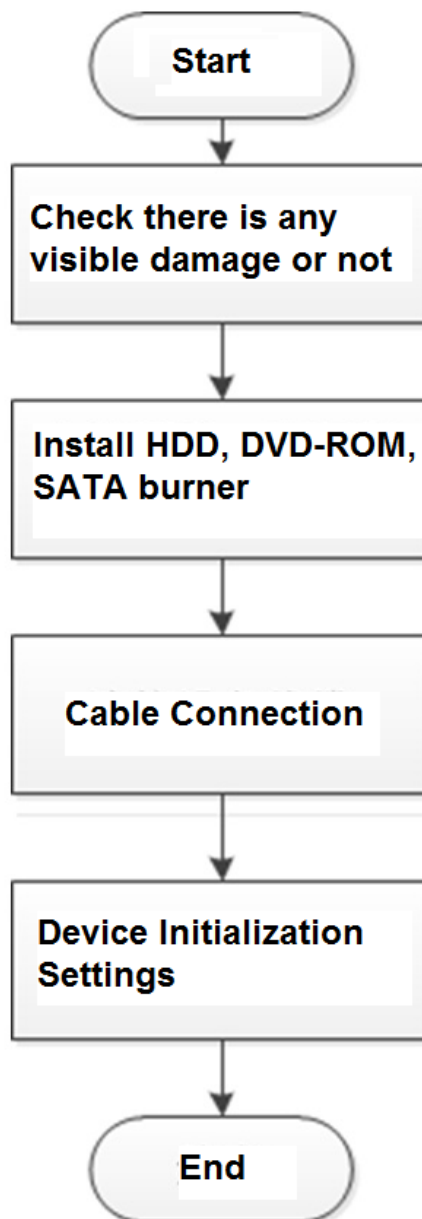 Start
Check there is any
visible damage or not
Install HDD, DVD-ROM,
SATA burner
Cable Connection
Device Initialization
Settings
End